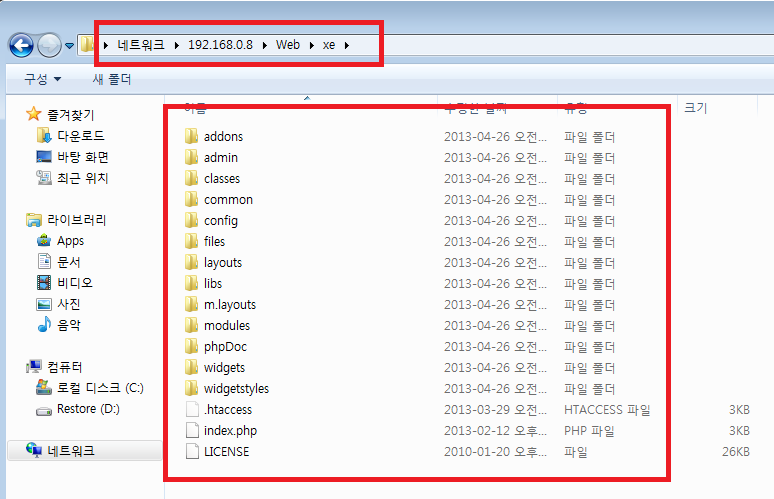 네트워크 192.168.0.8 Web xe
구성 새 폴더
즐겨찾기
다운로드
바탕 화면
최근 위치
라이브러리
Apps
문서
비디오
사진
음악
컴퓨터
로컬 디스크 (C:)
Restore (D:)
네트워크
이름 수정한 날짜 유형 크기
addons 2013-04-26 오전... 파일 폴더
admin 2013-04-26 오전... 파일 폴더
classes 2013-04-26 오전... 파일 폴더
common 2013-04-26 오전... 파일 폴더
config 2013-04-26 오전... 파일 폴더
files 2013-04-26 오전... 파일 폴더
layouts 2013-04-26 오전... 파일 폴더
libs 2013-04-26 오전... 파일 폴더
m.layouts 2013-04-26 오전... 파일 폴더
modules 2013-04-26 오전... 파일 폴더
phpDoc 2013-04-26 오전... 파일 폴더
widgets 2013-04-26 오전... 파일 폴더
widgetstyles 2013-04-26 오전... 파일 폴더
.htaccess 2013-03-29 오전... HTACCESS 파일 3KB
index.php 2013-02-12 오후... PHP 파일 3KB
LICENSE 2010-01-20 오후... 파일 26KB